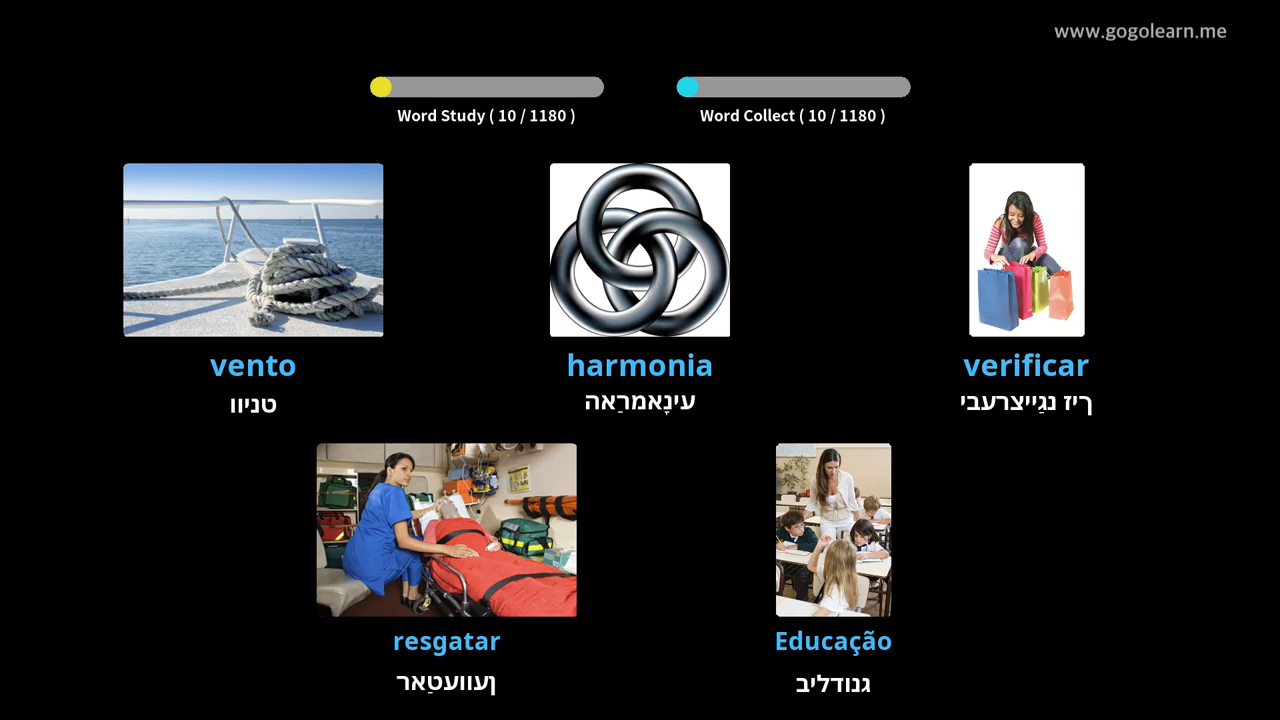 www.gogolearn.me
Word Study ( 10 / 1180 )
Word Collect ( 10 / 1180 )
vento
טניוו
harmonia
עינָאמרַאה
verificar
ךיז נגַייצרעבי
resgatar
ןעוועטַאר
Educação
גנודליב